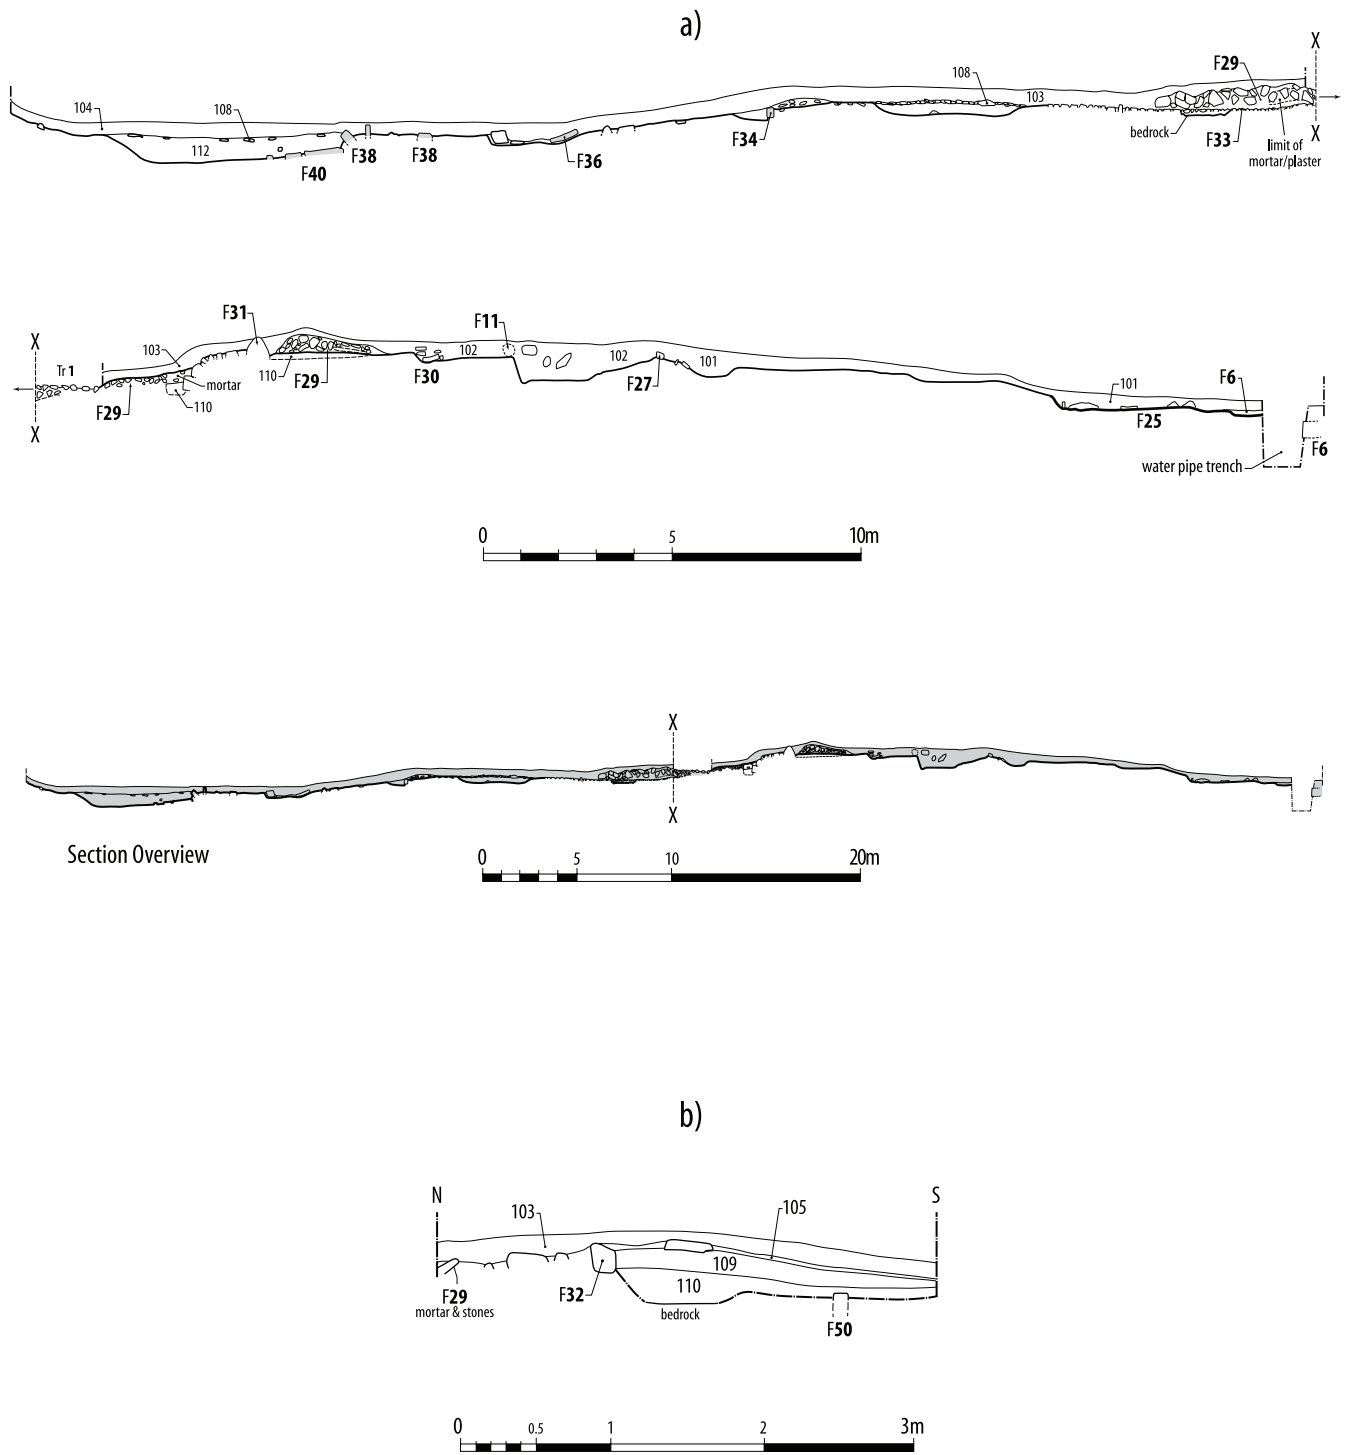 a)
X
F29
108
103
104
108
112
F40
F38
F38
F36
F34
bedrock
F33
limit of
mortar/plaster
X
X
F31
F11
Tr 1
103
mortar
110
F29
X
110
F29
F30
102
102
F27
101
101
F6
F25
water pipe trench
F6
0 5 10m
X
X
Section Overview
0 5 10 20m
b)
N
S
103
105
109
110
F29
mortar & stones
F32
bedrock
F50
0 0.5 1 2 3m